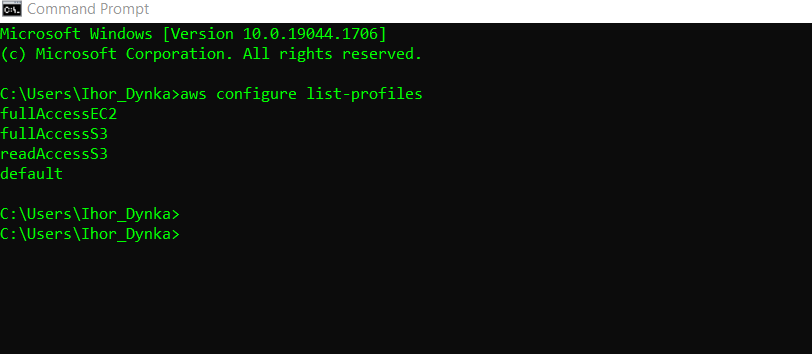 Command Prompt
Microsoft Windows [Version 10.0.19044.1706]
(c) Microsoft Corporation. All rights reserved.
C:\Users\Ihor_Dynka>aws configure list-profiles
fullAccessEC2
fullAccessS3
readAccessS3
default
C:\Users\Ihor_Dynka>
C:\Users\Ihor_Dynka>